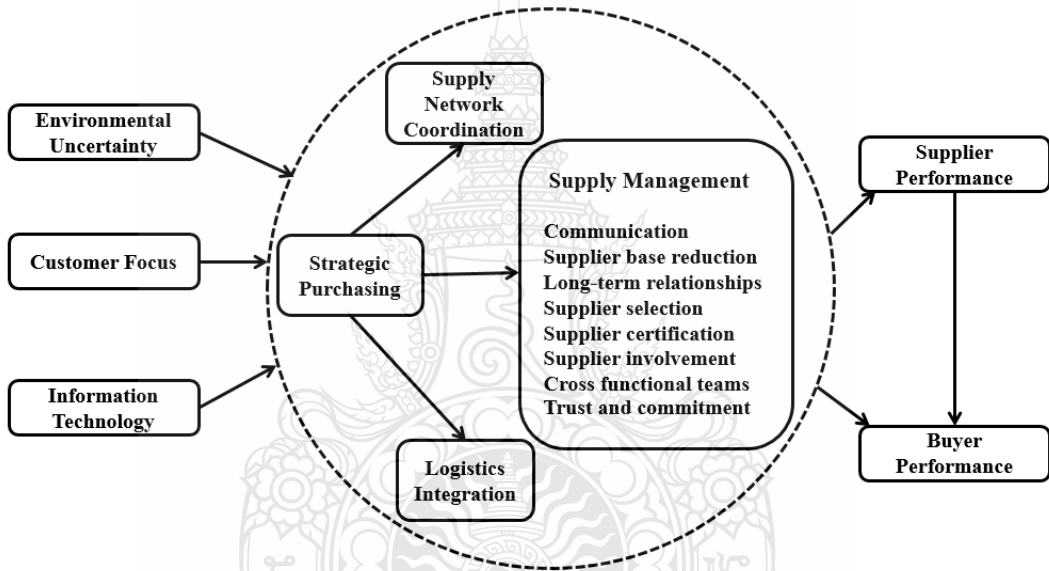 Environmental
Uncertainty
Customer Focus
Information
Technology
Supply
Network
Coordination
Strategic
Purchasing
Logistics
Integration
Supply Management
Communication
Supplier base reduction
Long-term relationships
Supplier selection
Supplier certification
Supplier involvement
Cross functional teams
Trust and commitment
Supplier
Performance
Buyer
Performance